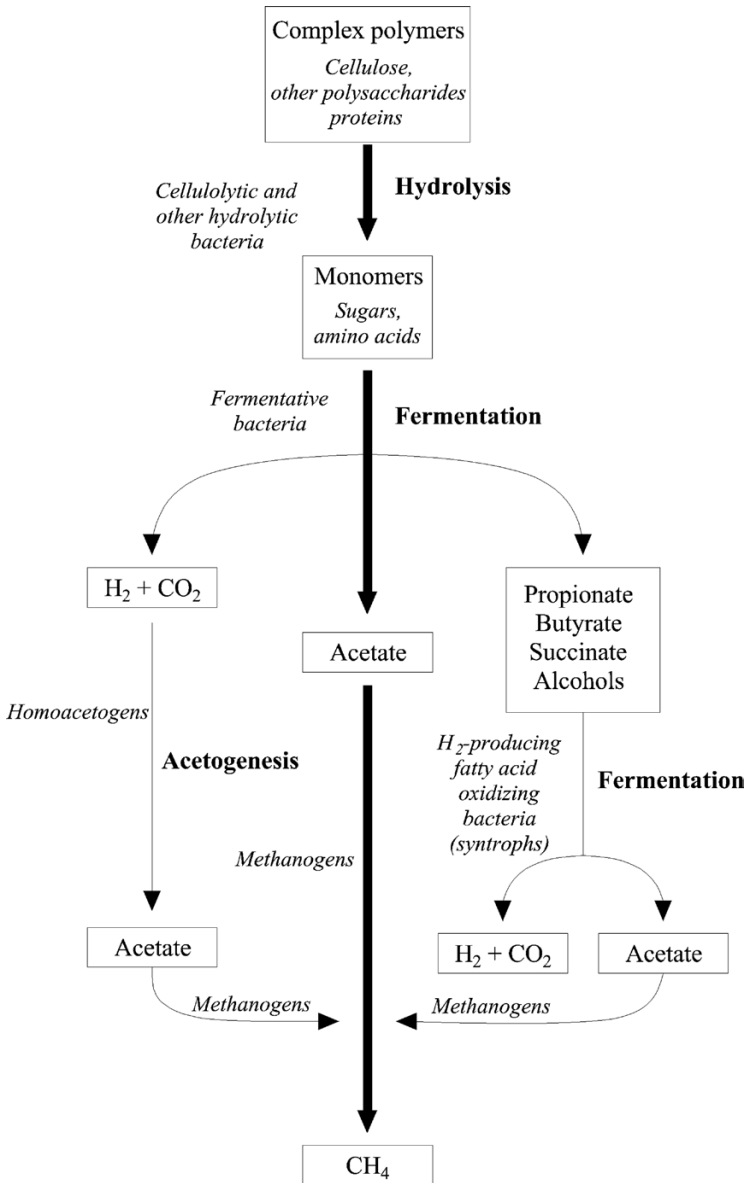 Complex polymers
Cellulose,
other polysaccharides
proteins
Hydrolysis
Cellulolytic and
other hydrolytic
bacteria
Monomers
Sugars,
amino acids
Fermentative
bacteria
Fermentation
H₂ + CO₂
Propionate
Butyrate
Succinate
Alcohols
Acetate
Homoacetogens
Acetogenesis
H₂-producing
fatty acid
oxidizing
bacteria
(syntrophs)
Fermentation
Methanogens
Acetate
H₂ + CO₂
Acetate
Methanogens
Methanogens
CH₄